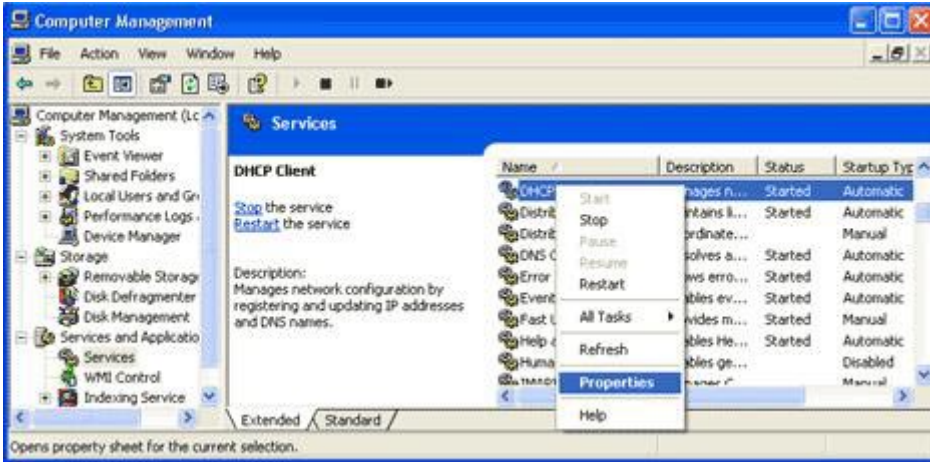 Computer Management
File Action View Window Help
Computer Management (Lc
System Tools
Event Viewer
Shared Folders
Local Users and Gr
Performance Logs
Device Manager
Storage
Removable Storag
Disk Defragmenter
Disk Management
Services and Applicatio
Services
WMI Control
Indexing Service
Services
DHCP Client
Stop the service
Restart the service
Description:
Manages network configuration by
registering and updating IP addresses
and DNS names.
Name Description Status Startup Typ
DHCP nages n... Started Automatic
Distrib ntains li... Started Automatic
Distrib ordinate... Manual
DNS C solves a... Started Automatic
Error ws erro... Started Automatic
Event bles ev... Started Automatic
Fast U vides m... Started Manual
Help a bles He... Started Automatic
Huma bles ge... Disabled
Manual
Start
Stop
Pause
Resume
Restart
All Tasks
Refresh
Properties
Help
Extended Standard
Opens property sheet for the current selection.